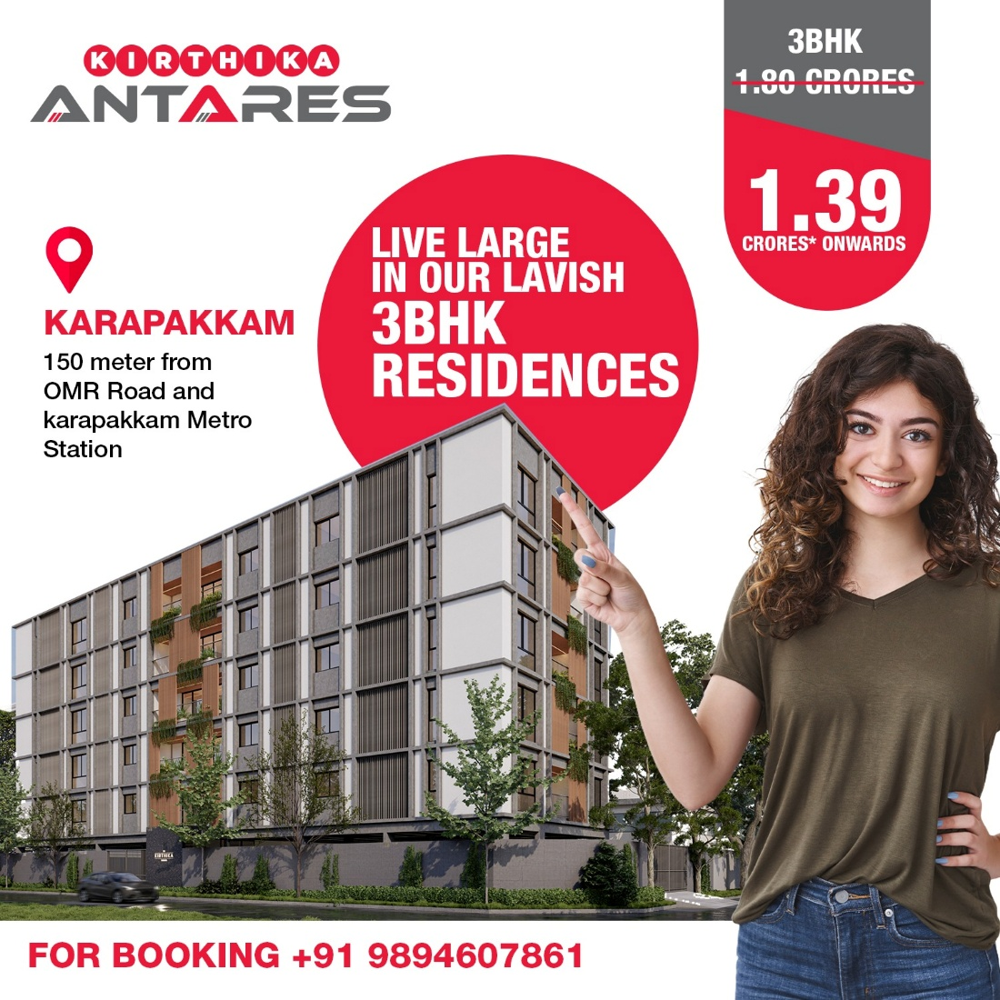 KIRTHIKA
ANTARES
3BHK
1.80 CRORES
1.39
CRORES* ONWARDS
LIVE LARGE
IN OUR LAVISH
3BHK
RESIDENCES
KARAPAKKAM
150 meter from
OMR Road and
karapakkam Metro
Station
KIRTHIKA
FOR BOOKING +91 9894607861